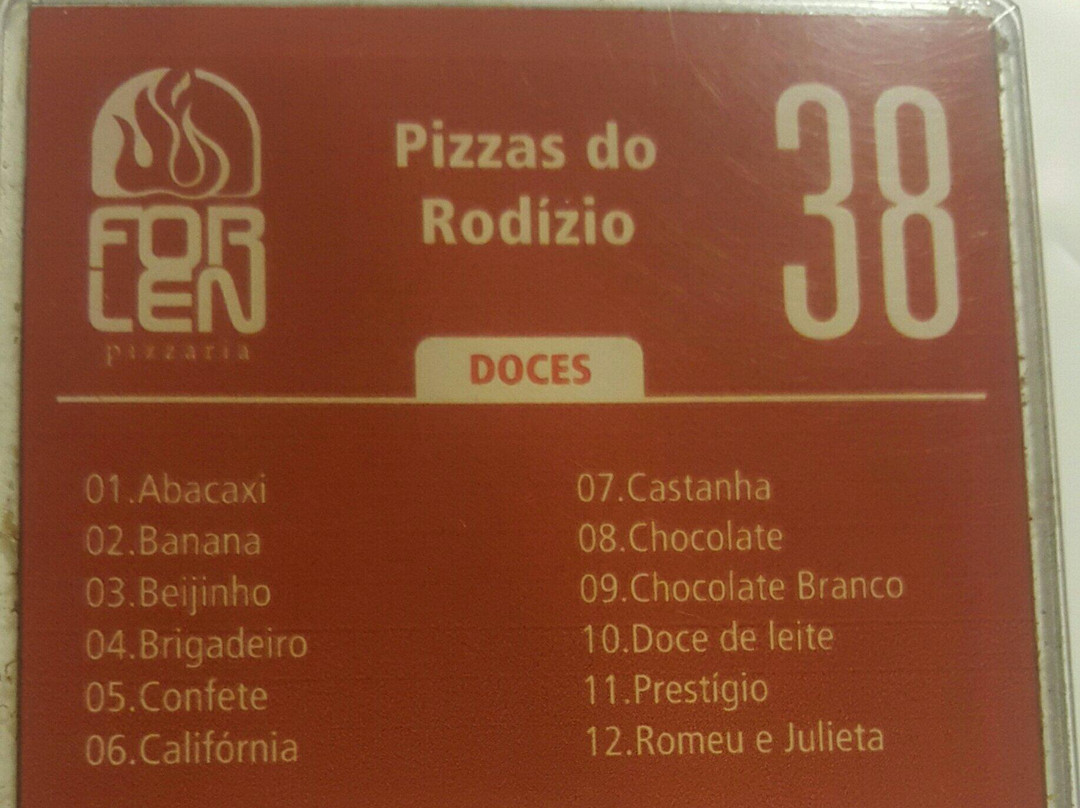 FOR
LEN
pizzaria
Pizzas do
Rodízio
38
DOCES
01.Abacaxi
02.Banana
03.Beijinho
04.Brigadeiro
05.Confete
06.Califórnia
07.Castanha
08.Chocolate
09.Chocolate Branco
10.Doce de leite
11.Prestígio
12.Romeu e Julieta